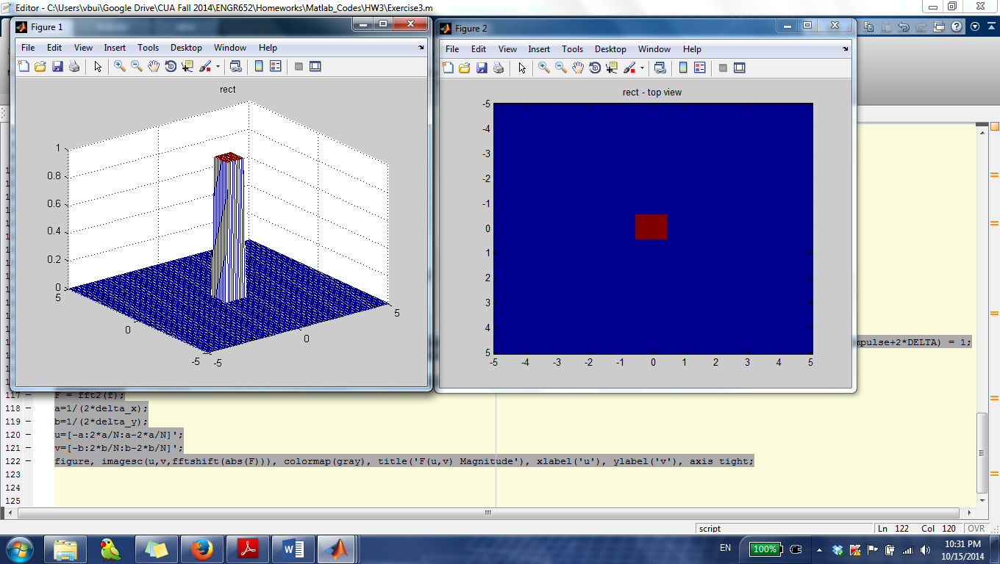 Editor - C:\Users\vbui\Google Drive\CUA Fall 2014\ENGR652\Homeworks\Matlab_Codes\HW3\Exercise3.m
Figure 1
File Edit View Insert Tools Desktop Window Help
rect
1
0.8
0.6
0.4
0.2
0
5
0
-5
-5
0
5
Figure 2
File Edit View Insert Tools Desktop Window Help
rect - top view
-5
-4
-3
-2
-1
0
1
2
3
4
5
-5 -4 -3 -2 -1 0 1 2 3 4 5
mpulse+2*DELTA) = 1;
117 - F = fft2(f);
118 - a=1/(2*delta_x);
119 - b=1/(2*delta_y);
120 - u=[-a:2*a/N:a-2*a/N]';
121 - v=[-b:2*b/N:b-2*b/N]';
122 - figure, imagesc(u,v,fftshift(abs(F))), colormap(gray), title('F(u,v) Magnitude'), xlabel('u'), ylabel('v'), axis tight;
123
124
125
script Ln 122 Col 120 OVR
EN 100% 10:31 PM
10/15/2014